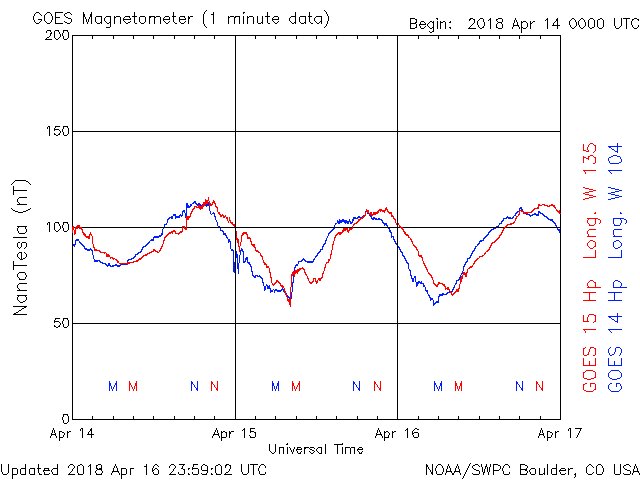 GOES Magnetometer (1 minute data)
Begin: 2018 Apr 14 0000 UTC
200
150
100
50
0
NanoTesla (nT)
M M N N M M N N M M N N
Apr 14 Apr 15 Apr 16 Apr 17
Universal Time
GOES 15 Hp Long. W 135
GOES 14 Hp Long. W 104
Updated 2018 Apr 16 23:59:02 UTC
NOAA/SWPC Boulder, CO USA